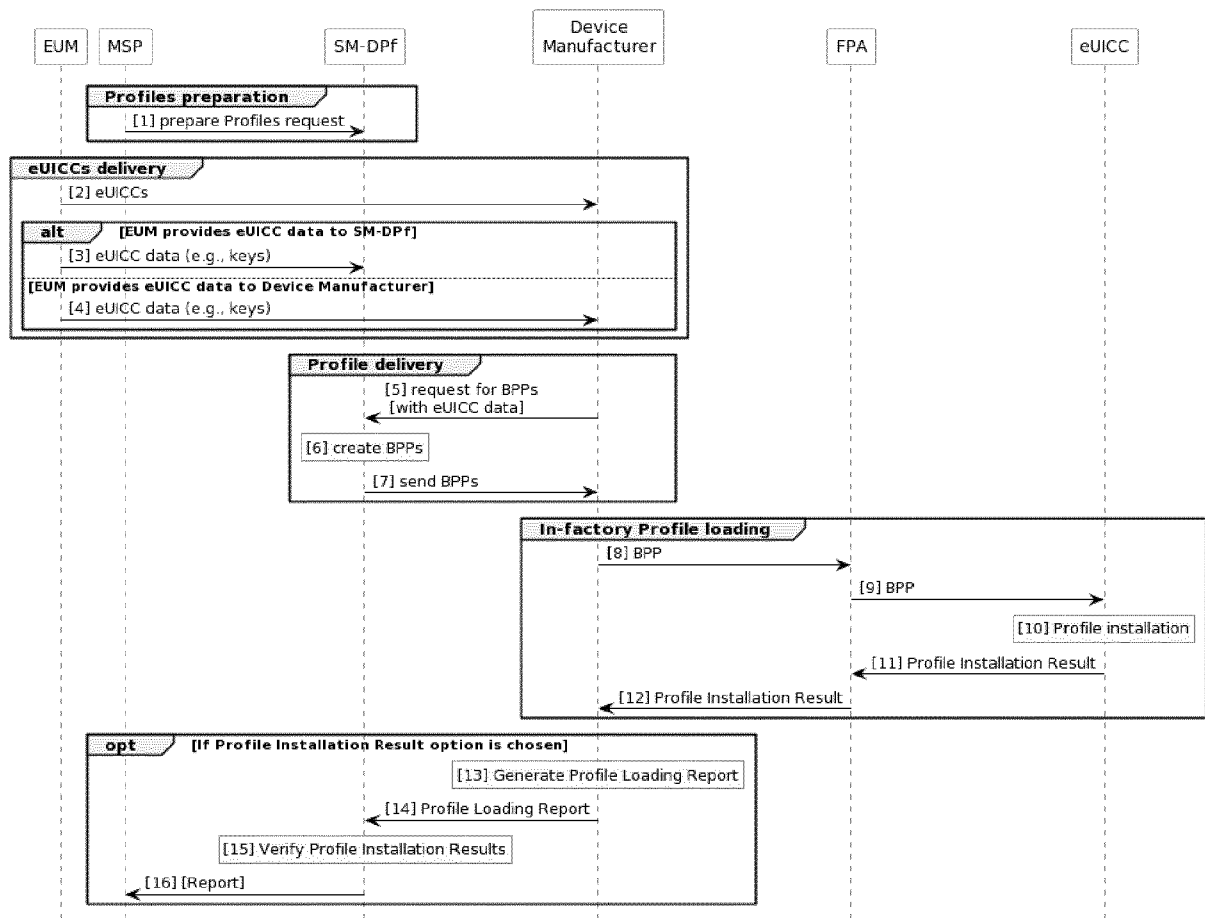 EUM
MSP
SM-DPf
Device
Manufacturer
FPA
eUICC
Profiles preparation
[1] prepare Profiles request
eUICCs delivery
[2] eUICCs
alt
[EUM provides eUICC data to SM-DPf]
[3] eUICC data (e.g., keys)
[EUM provides eUICC data to Device Manufacturer]
[4] eUICC data (e.g., keys)
Profile delivery
[5] request for BPPs
[with eUICC data]
[6] create BPPs
[7] send BPPs
In-factory Profile loading
[8] BPP
[9] BPP
[10] Profile installation
[11] Profile Installation Result
[12] Profile Installation Result
opt
[If Profile Installation Result option is chosen]
[13] Generate Profile Loading Report
[14] Profile Loading Report
[15] Verify Profile Installation Results
[16] [Report]